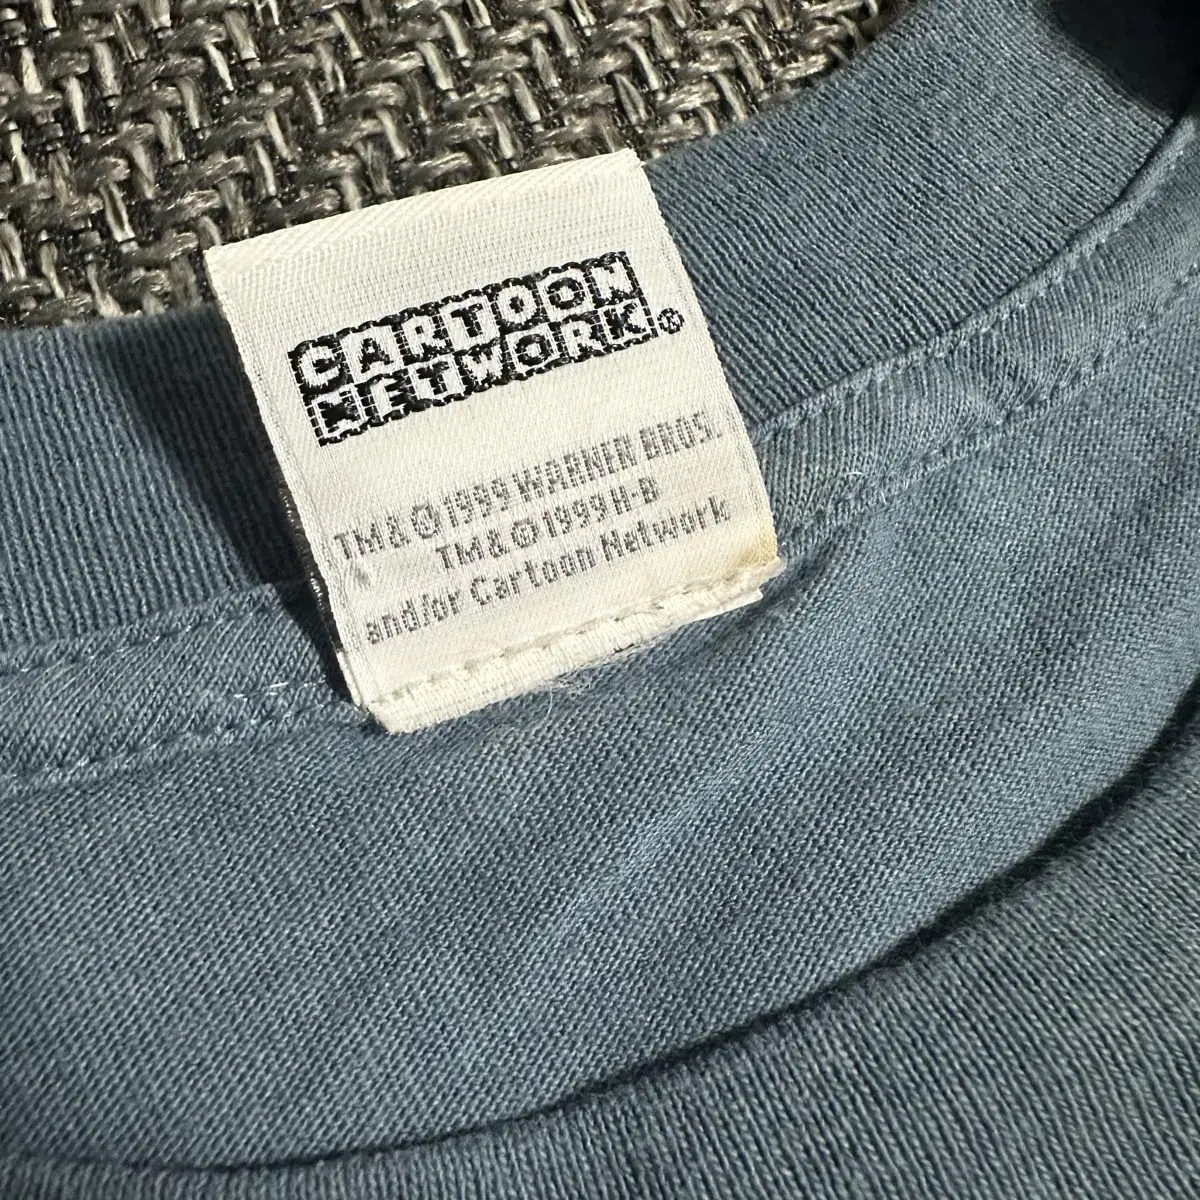 CARTOON
NETWORK®
TM&©1999 WARNER BROS.
TM&©1999 H-B
and/or Cartoon Network